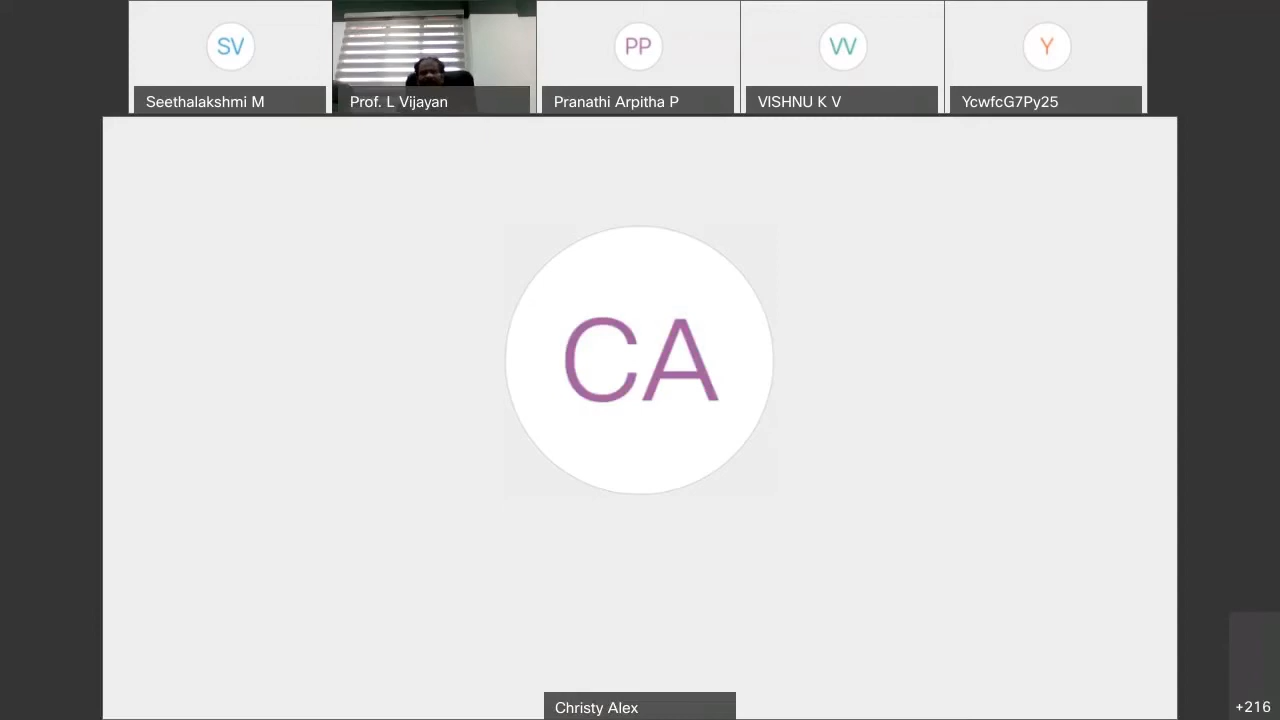 SV
PP
VV
Y
Seethalakshmi M
Prof. L Vijayan
Pranathi Arpitha P
VISHNU K V
YcwfcG7Py25
CA
Christy Alex
+216